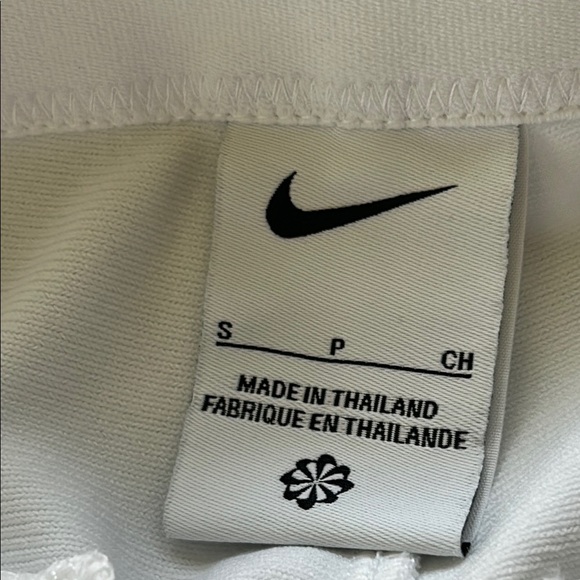 S P CH
MADE IN THAILAND
FABRIQUE EN THAILANDE